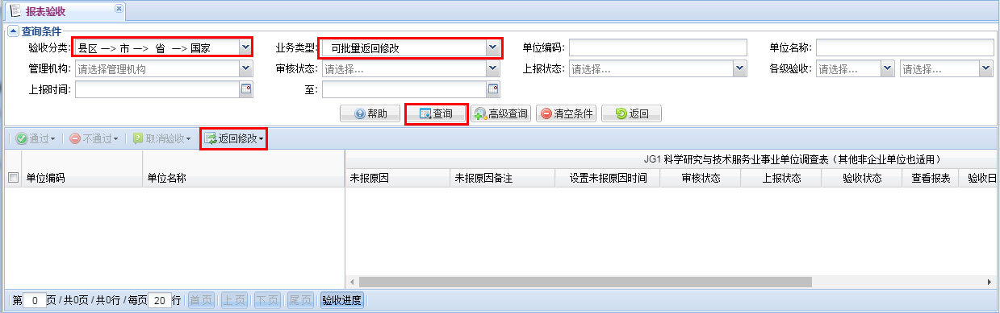 报表验收
查询条件
验收分类: 县区 —> 市 —> 省 —> 国家 业务类型: 可批量返回修改 单位编码: 单位名称:
管理机构: 请选择管理机构 审核状态: 请选择... 上报状态: 请选择... 各级验收: 请选择... 请选择...
上报时间: 至:
帮助 查询 高级查询 清空条件 返回
通过 不通过 取消验收 返回修改
JG1 科学研究与技术服务业事业单位调查表（其他非企业单位也适用）
单位编码 单位名称 未报原因 未报原因备注 设置未报原因时间 审核状态 上报状态 验收状态 查看报表 验收日
第 0 页 / 共0页 / 共0行 / 每页 20 行 首页 上页 下页 尾页 验收进度